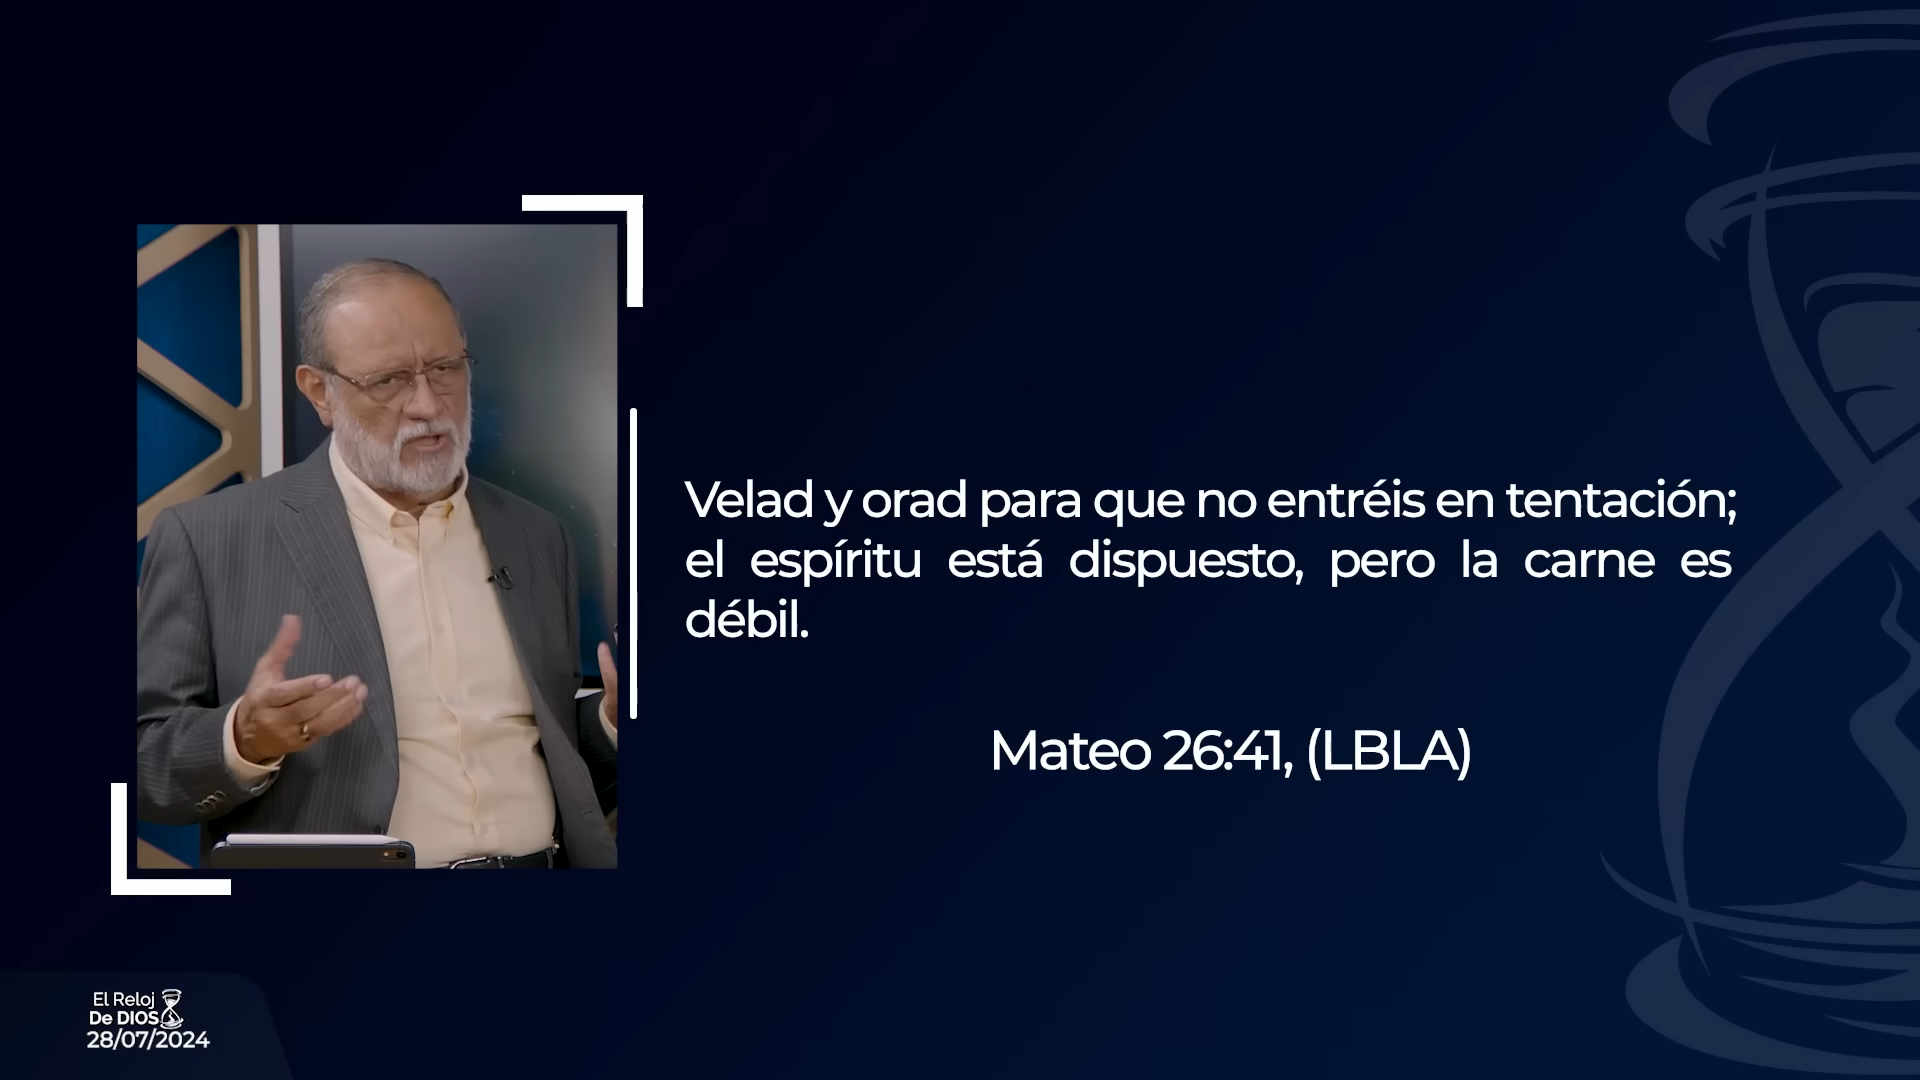 Velad y orad para que no entréis en tentación;
el espíritu está dispuesto, pero la carne es
débil.
Mateo 26:41, (LBLA)
El Reloj
De DIOS
28/07/2024